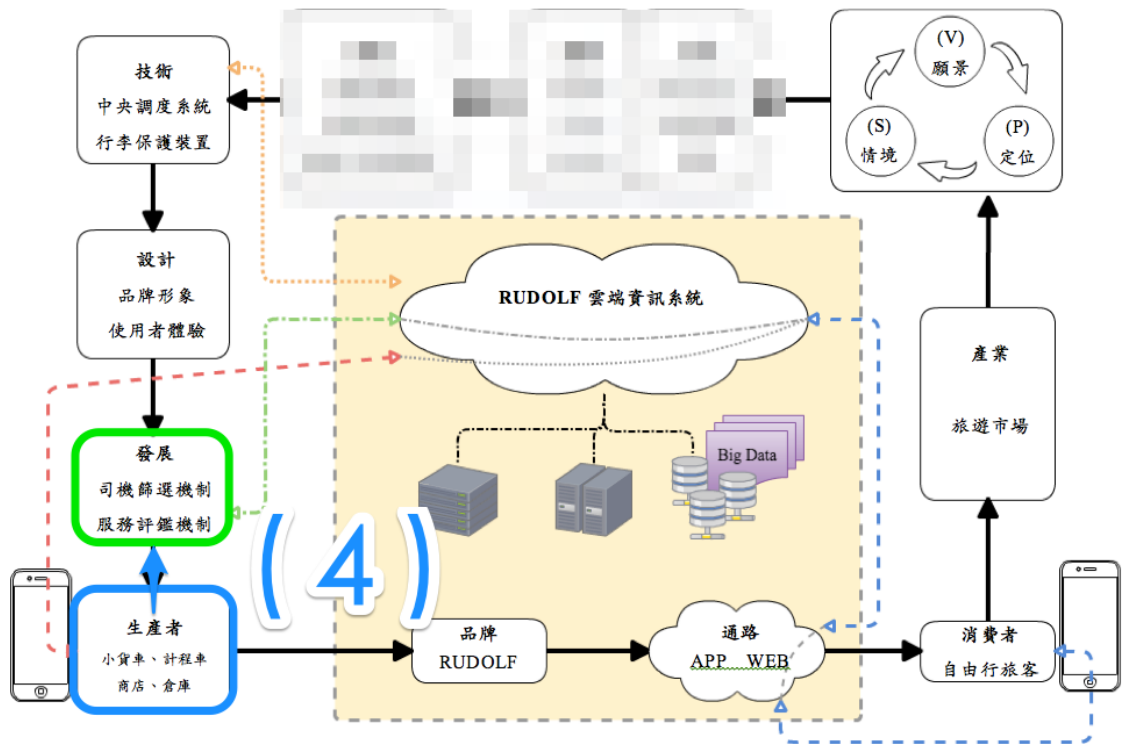 技術
中央調度系統
行李保護裝置
(V)
願景
(S)
情境
(P)
定位
設計
品牌形象
使用者體驗
RUDOLF 雲端資訊系統
產業
旅遊市場
Big Data
發展
司機篩選機制
服務評鑑機制
(4)
生產者
小貨車、計程車
商店、倉庫
品牌
RUDOLF
通路
APP WEB
消費者
自由行旅客